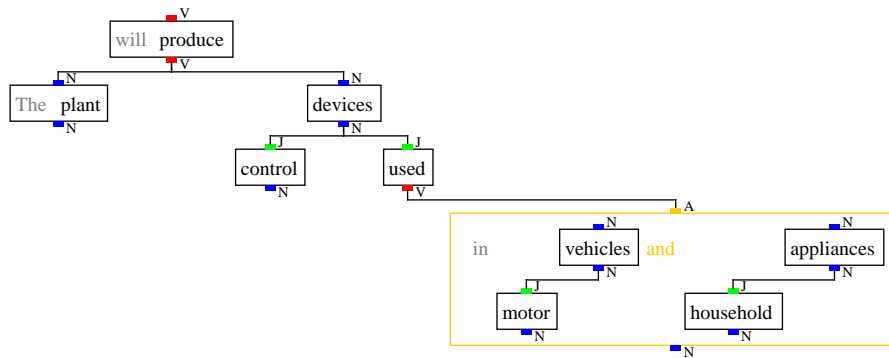 V
will produce
V
N N
The plant devices
N N
J J
control used
N V
A
N N
in vehicles and appliances
N N
J J
motor household
N N
N